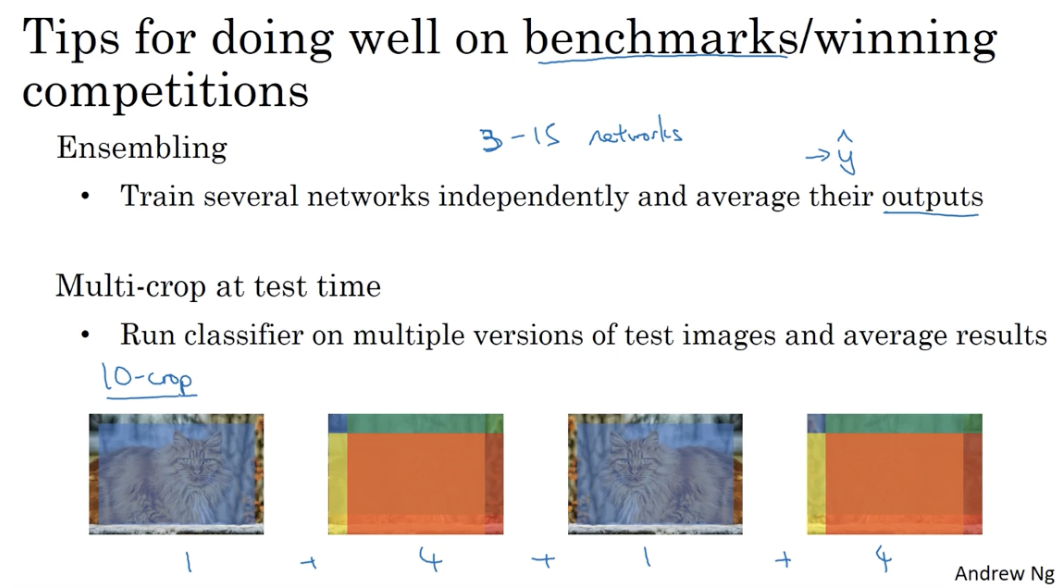 Tips for doing well on benchmarks/winning
competitions
3-15 networks
Ensembling
→ ŷ
• Train several networks independently and average their outputs
Multi-crop at test time
• Run classifier on multiple versions of test images and average results
10-crop
1 + 4 + 1 + 4
Andrew Ng